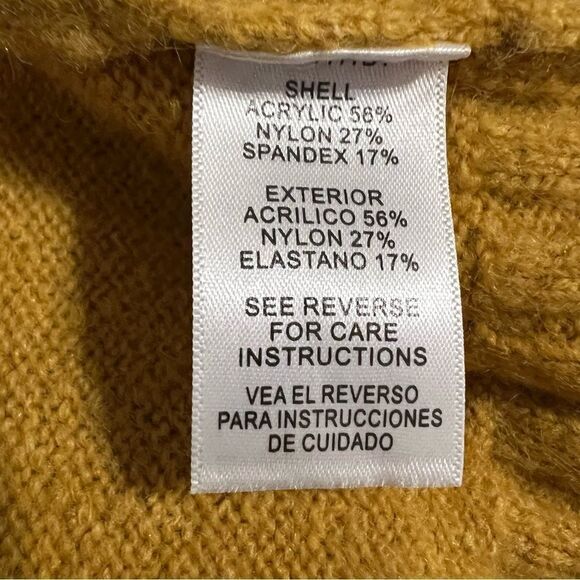 SHELL
ACRYLIC 56%
NYLON 27%
SPANDEX 17%
EXTERIOR
ACRILICO 56%
NYLON 27%
ELASTANO 17%
SEE REVERSE
FOR CARE
INSTRUCTIONS
VEA EL REVERSO
PARA INSTRUCCIONES
DE CUIDADO